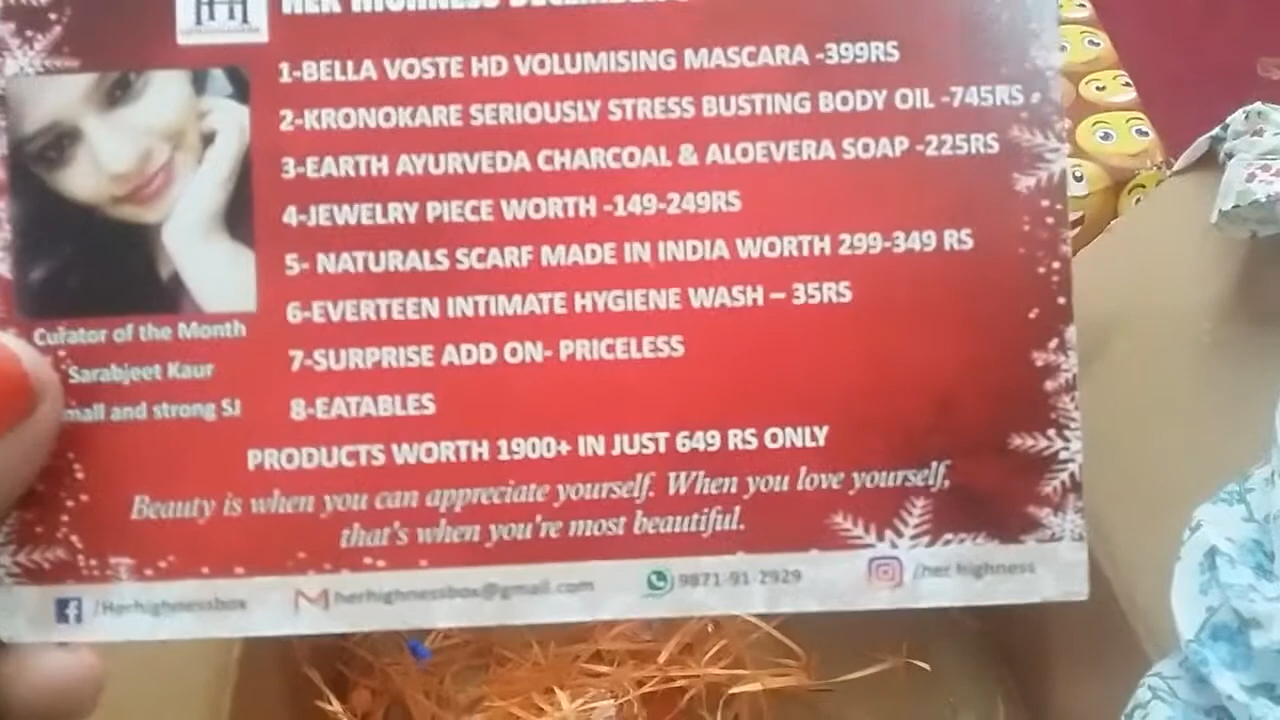 HER HIGHNESS DECEMBER
1-BELLA VOSTE HD VOLUMISING MASCARA -399RS
2-KRONOKARE SERIOUSLY STRESS BUSTING BODY OIL -745RS
3-EARTH AYURVEDA CHARCOAL & ALOEVERA SOAP -225RS
4-JEWELRY PIECE WORTH -149-249RS
5- NATURALS SCARF MADE IN INDIA WORTH 299-349 RS
6-EVERTEEN INTIMATE HYGIENE WASH – 35RS
7-SURPRISE ADD ON- PRICELESS
8-EATABLES
Curator of the Month
Sarabjeet Kaur
mall and strong SJ
PRODUCTS WORTH 1900+ IN JUST 649 RS ONLY
Beauty is when you can appreciate yourself. When you love yourself,
that's when you're most beautiful.
/Herhighnessbox herhighnessbox@gmail.com 9871-91-2929 /her highness